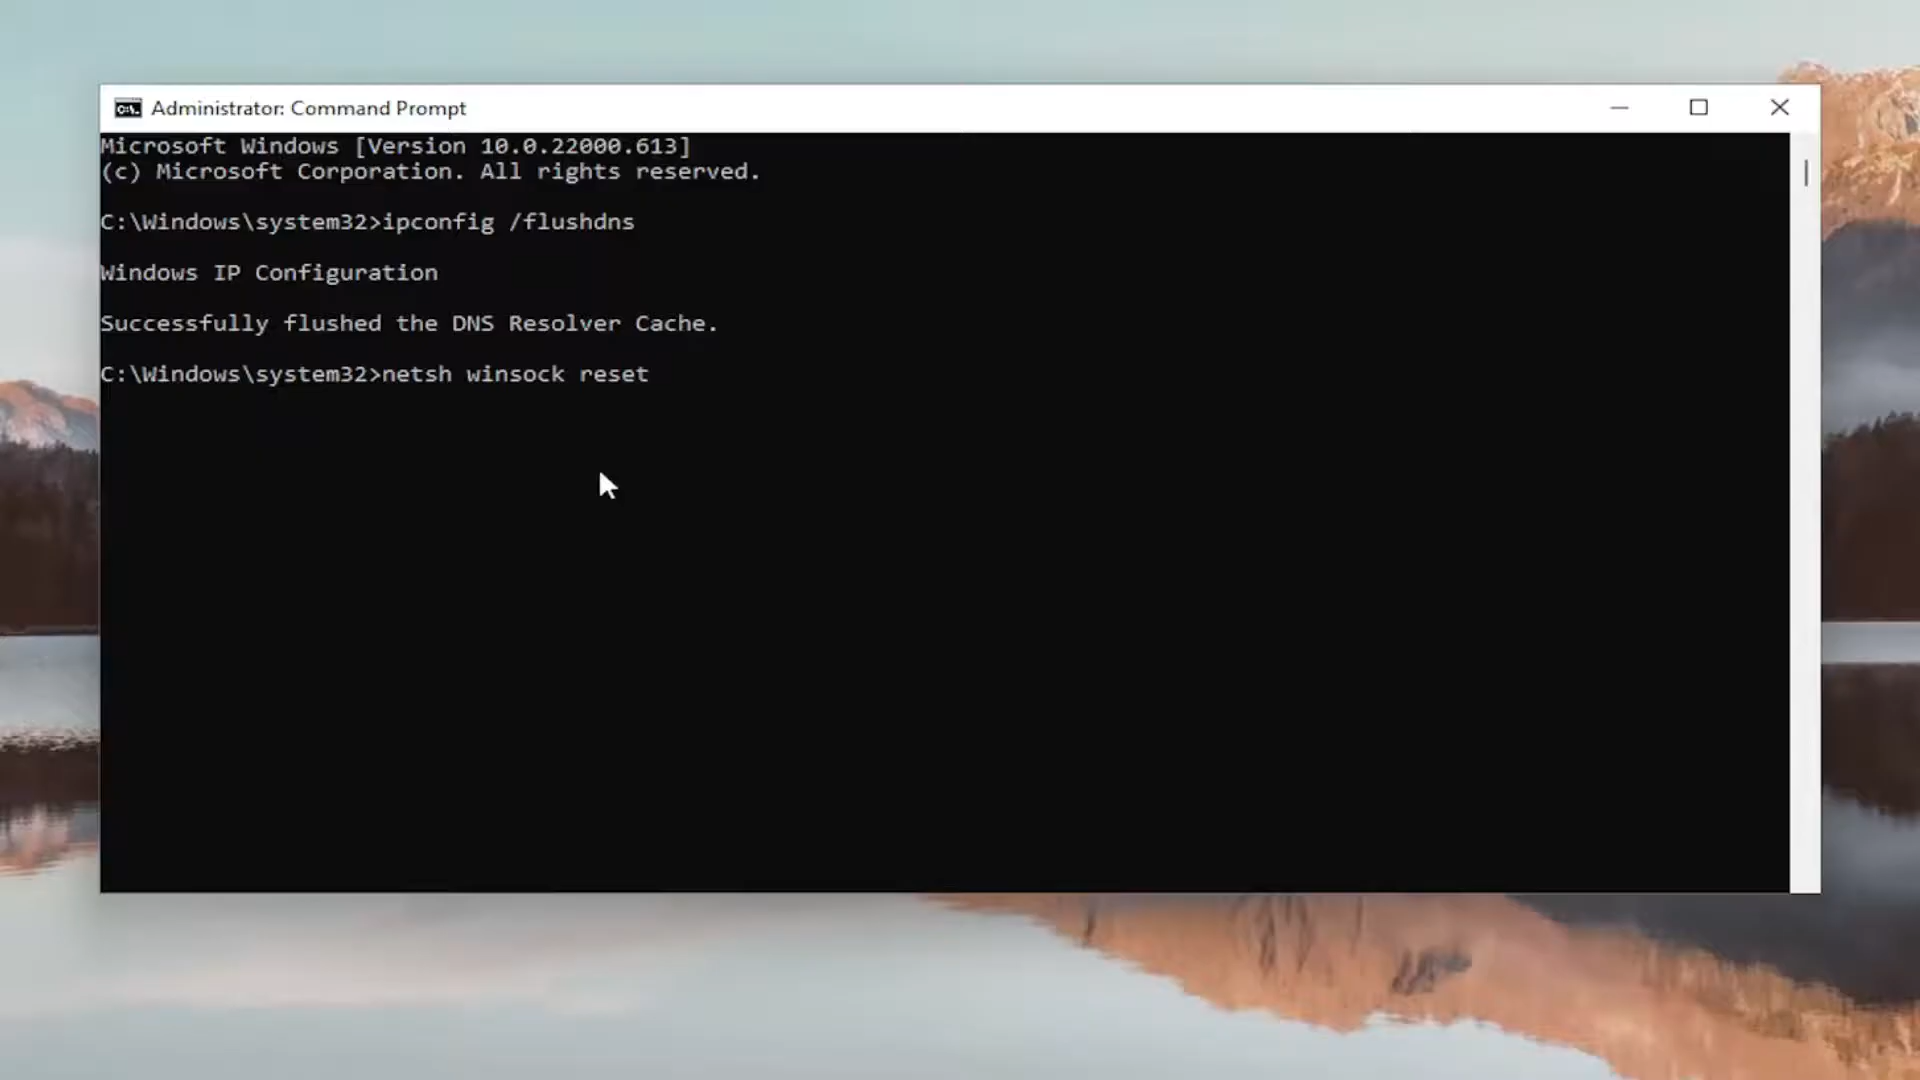 Administrator: Command Prompt
Microsoft Windows [Version 10.0.22000.613]
(c) Microsoft Corporation. All rights reserved.
C:\Windows\system32>ipconfig /flushdns
Windows IP Configuration
Successfully flushed the DNS Resolver Cache.
C:\Windows\system32>netsh winsock reset